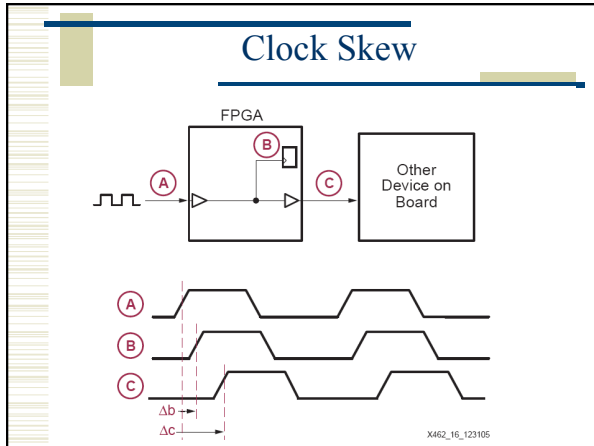 Clock Skew
FPGA
B
A
C
Other
Device on
Board
A
B
C
Δb
Δc
X462_16_123105